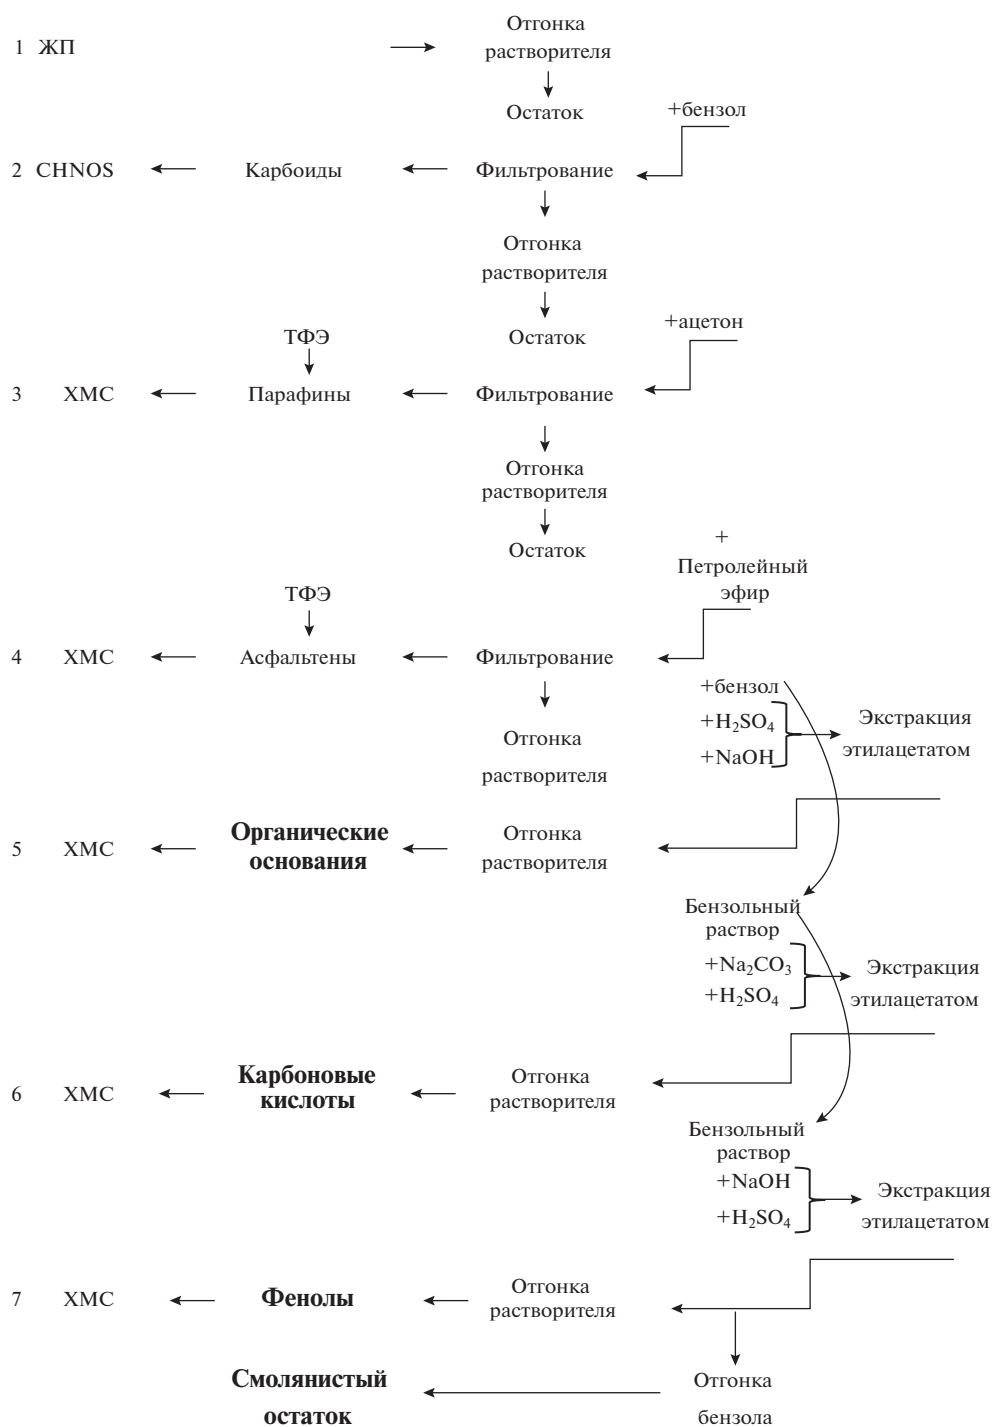 Отгонка
1 ЖП
растворителя
Остаток
+бензол
2 CHNOS
Карбоиды
Фильтрование
Отгонка
растворителя
+ацетон
ТФЭ
Остаток
3 ХМС
Парафины
Фильтрование
Отгонка
растворителя
Остаток
+
Петролейный
эфир
ТФЭ
4 ХМС
Асфальтены
Фильтрование
+бензол
+H₂SO₄
+NaOH
Экстракция
этилацетатом
Отгонка
растворителя
5 ХМС
Органические
основания
Отгонка
растворителя
Бензольный
раствор
+Na₂CO₃
+H₂SO₄
Экстракция
этилацетатом
6 ХМС
Карбоновые
кислоты
Отгонка
растворителя
Бензольный
раствор
+NaOH
+H₂SO₄
Экстракция
этилацетатом
7 ХМС
Фенолы
Отгонка
растворителя
Смолянистый
остаток
Отгонка
бензола